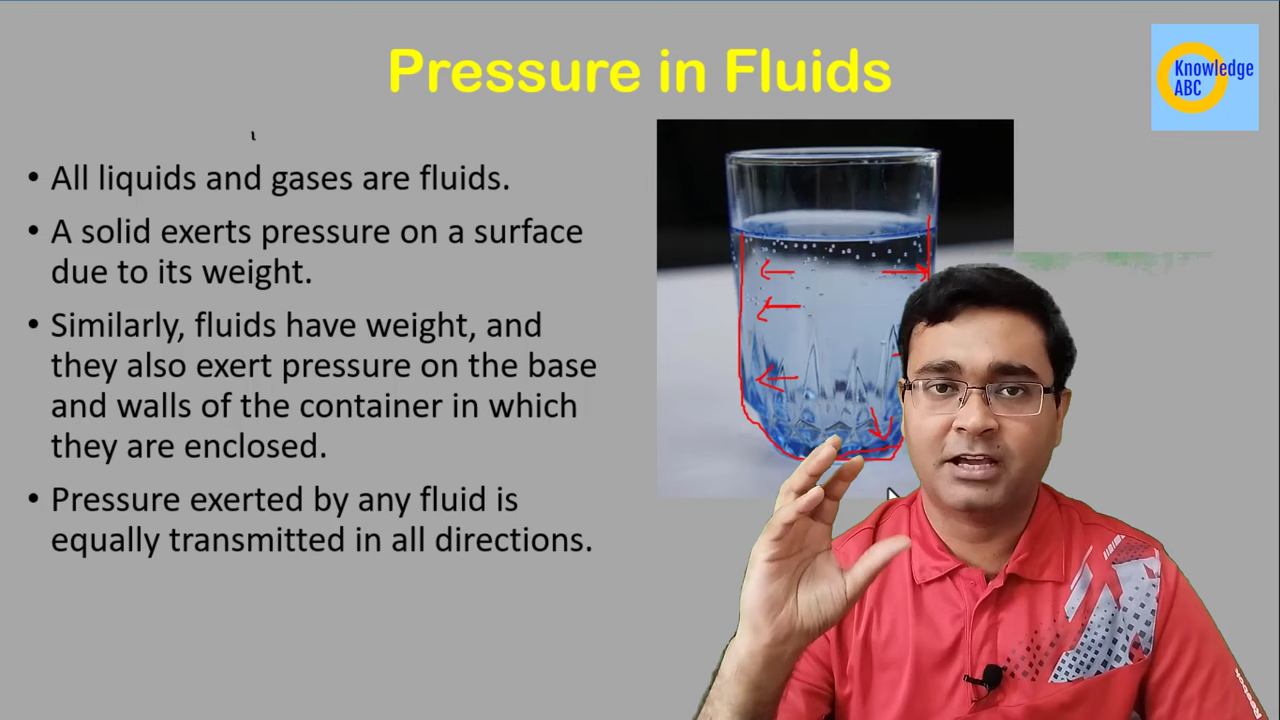 Pressure in Fluids
Knowledge
ABC
• All liquids and gases are fluids.
• A solid exerts pressure on a surface
due to its weight.
• Similarly, fluids have weight, and
they also exert pressure on the base
and walls of the container in which
they are enclosed.
• Pressure exerted by any fluid is
equally transmitted in all directions.